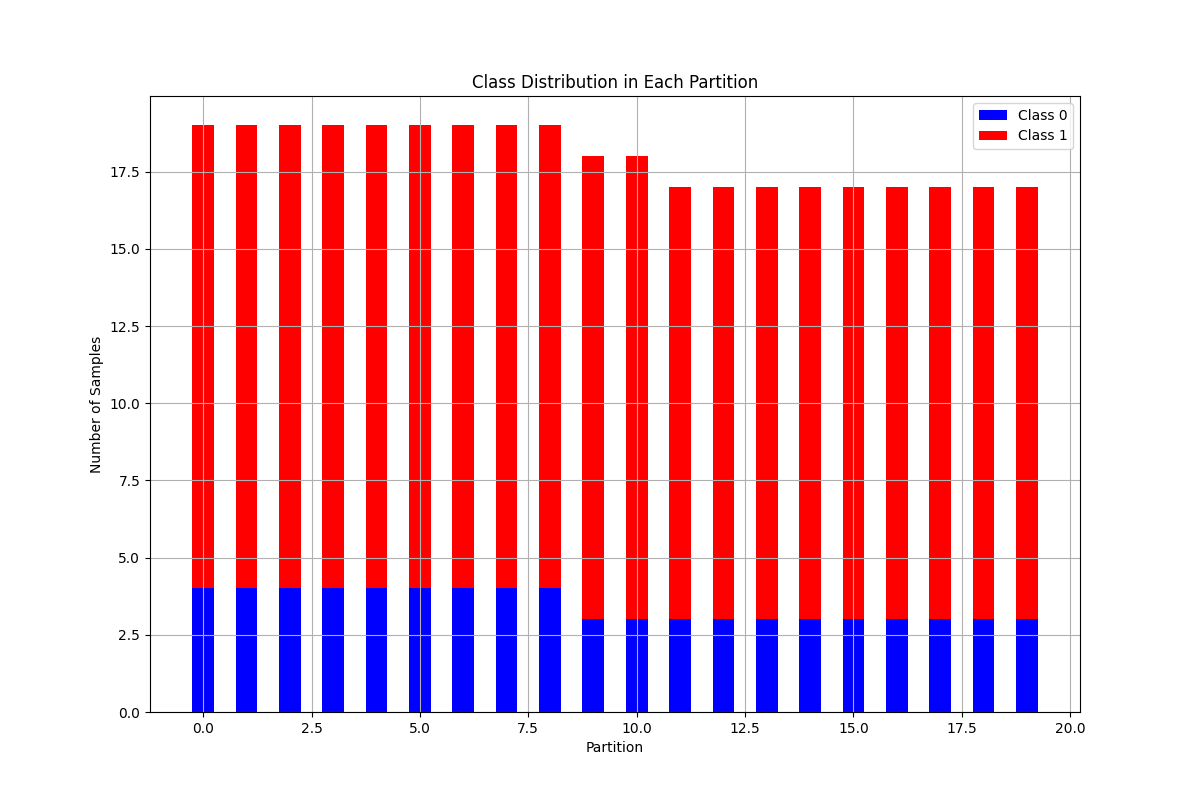 Class Distribution in Each Partition
Class 0
Class 1
17.5
15.0
12.5
10.0
7.5
5.0
2.5
0.0
Number of Samples
0.0 2.5 5.0 7.5 10.0 12.5 15.0 17.5 20.0
Partition